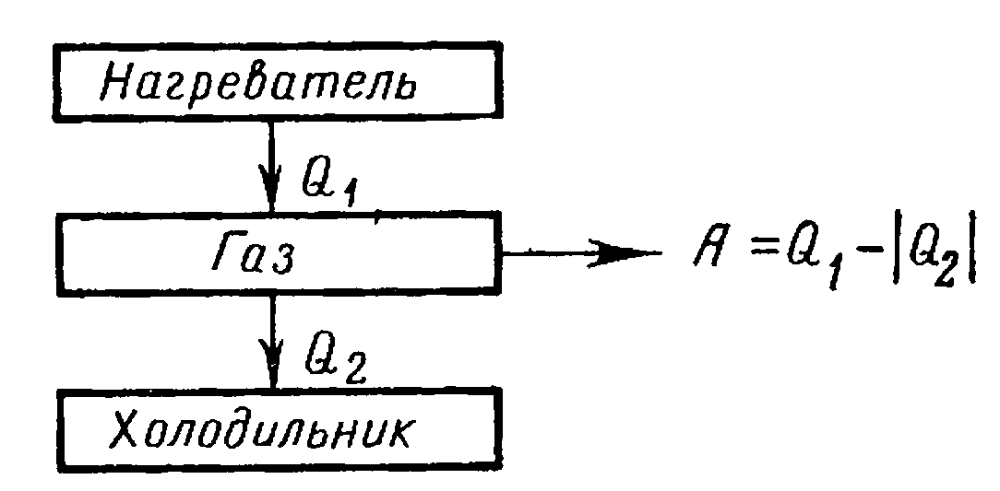 Нагреватель
Q₁
Газ
A = Q₁ - |Q₂|
Q₂
Холодильник